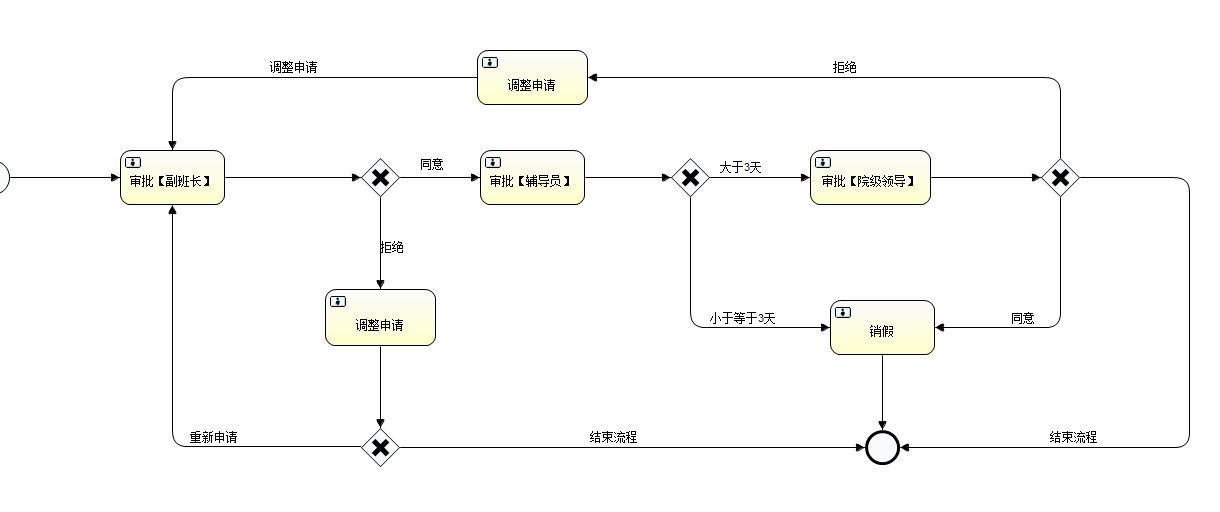 调整申请
拒绝
调整申请
同意
大于3天
审批【副班长】
审批【辅导员】
审批【院级领导】
拒绝
小于等于3天
同意
调整申请
销假
重新申请
结束流程
结束流程